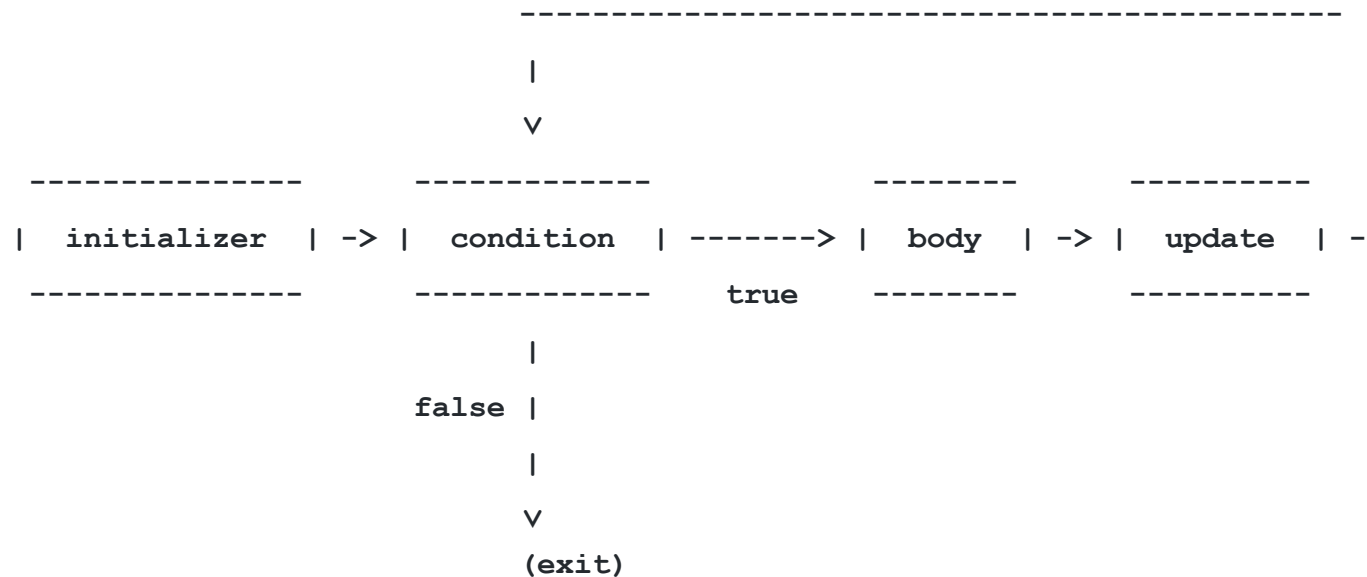 ----------------------------------------------
|
v
--------------- ------------- -------- ----------
| initializer | -> | condition | -------> | body | -> | update | -
--------------- ------------- true -------- ----------
|
false |
|
v
(exit)